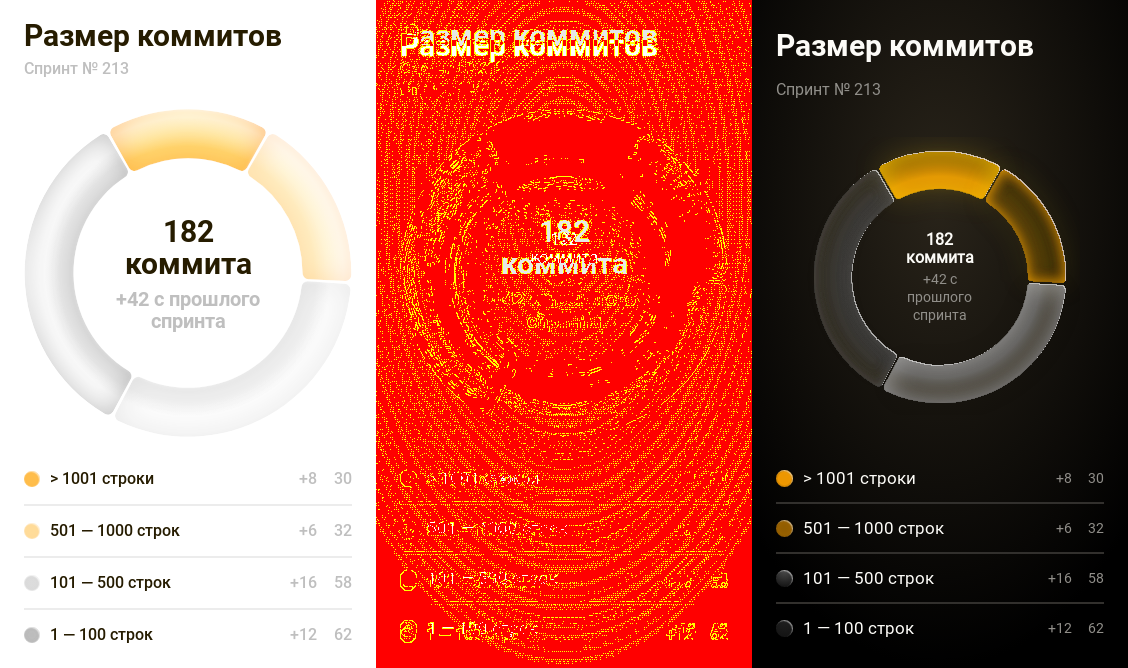 Размер коммитов
Спринт № 213
182
коммита
+42 с прошлого
спринта
> 1001 строки +8 30
501 — 1000 строк +6 32
101 — 500 строк +16 58
1 — 100 строк +12 62
Размер коммитов
182
коммита
Размер коммитов
Спринт № 213
182
коммита
+42 с
прошлого
спринта
> 1001 строки +8 30
501 — 1000 строк +6 32
101 — 500 строк +16 58
1 — 100 строк +12 62